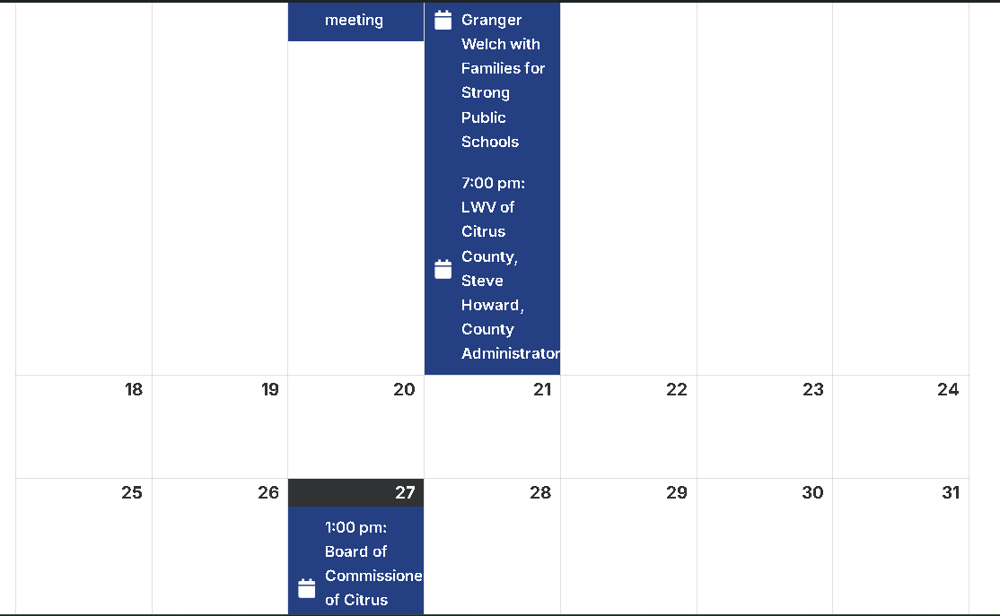 meeting
Granger
Welch with
Families for
Strong
Public
Schools
7:00 pm:
LWV of
Citrus
County,
Steve
Howard,
County
Administrator
18 19 20 21 22 23 24
25 26 27 28 29 30 31
1:00 pm:
Board of
Commissione
of Citrus